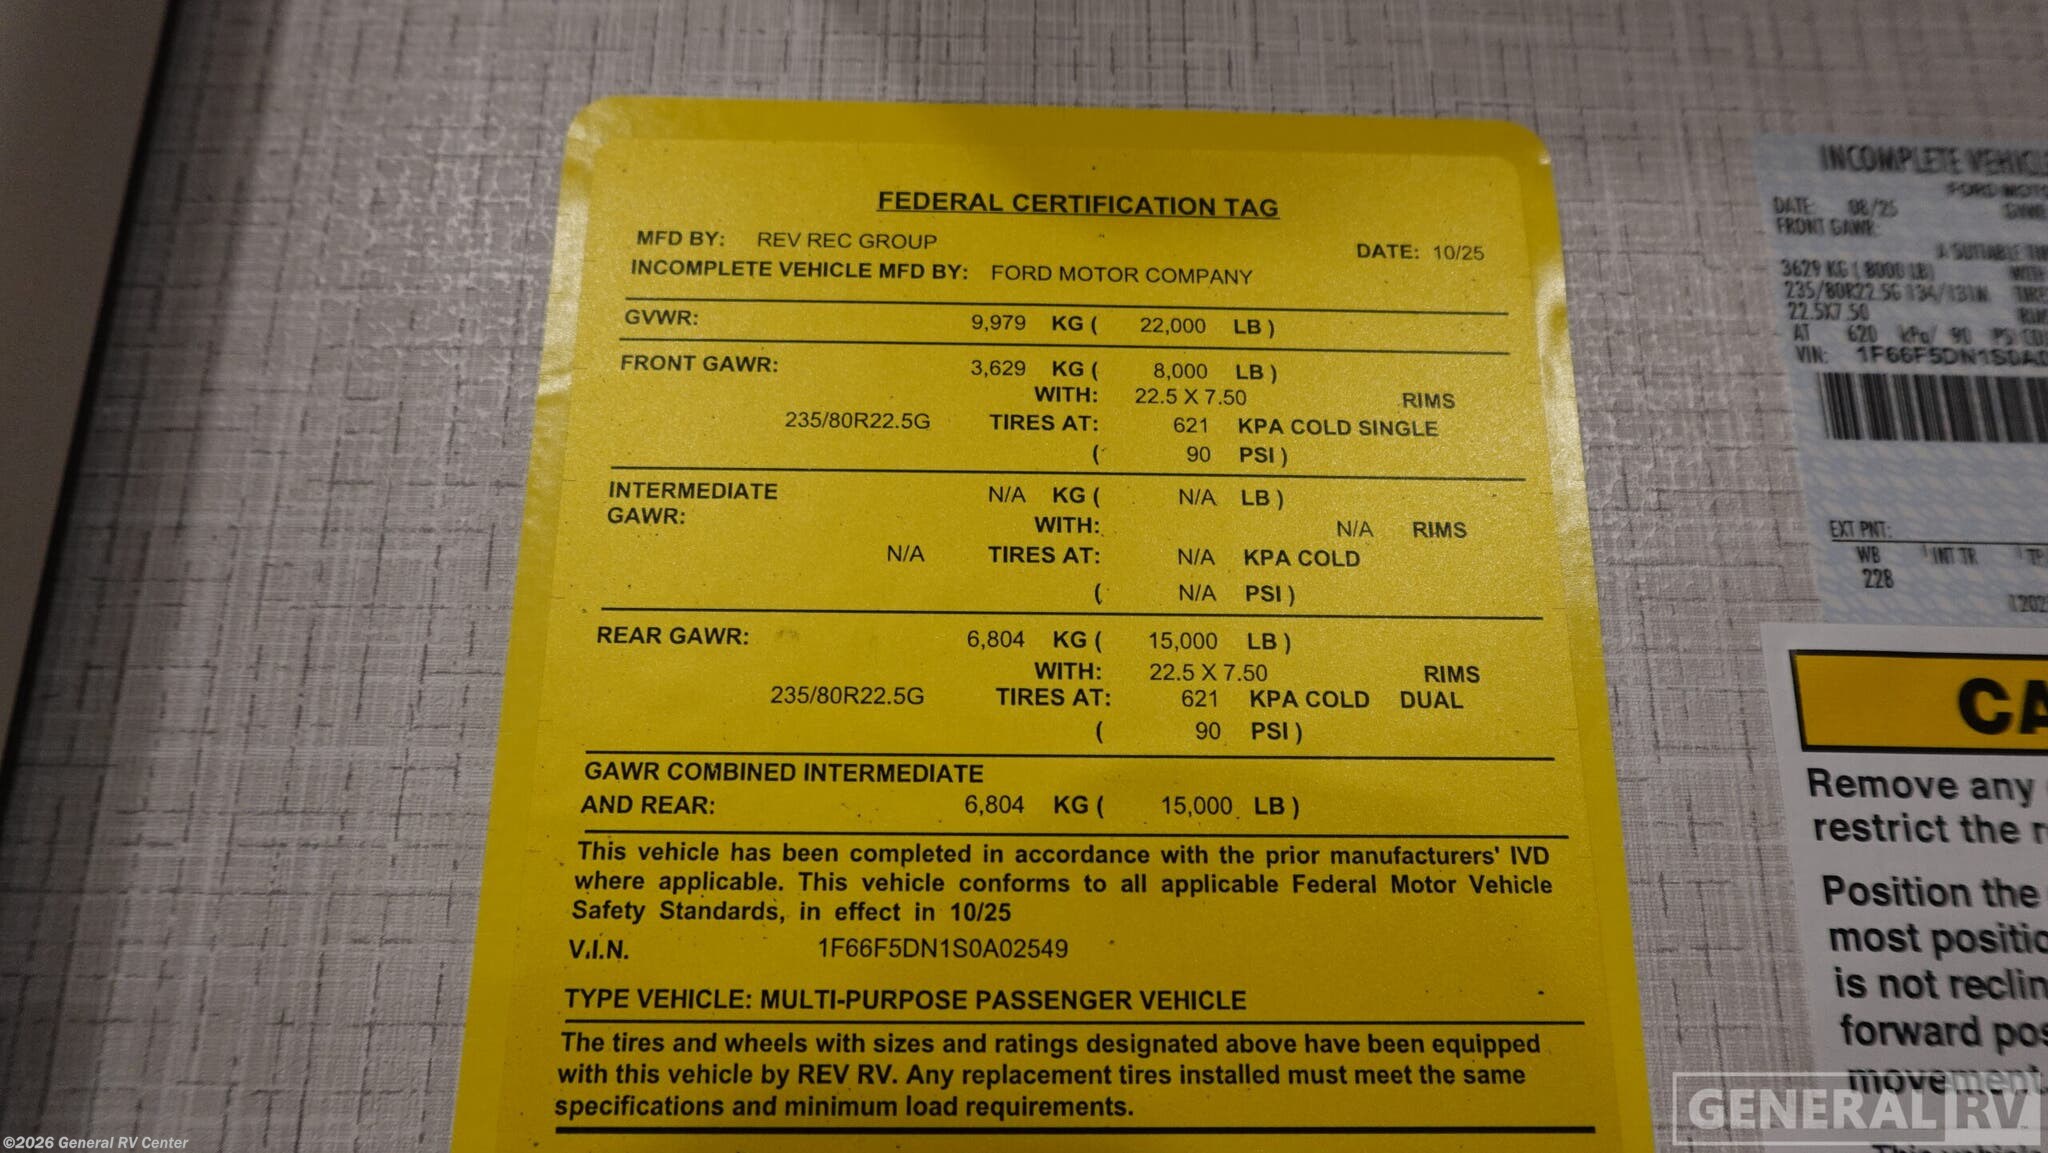 FEDERAL CERTIFICATION TAG
MFD BY: REV REC GROUP DATE: 10/25
INCOMPLETE VEHICLE MFD BY: FORD MOTOR COMPANY
GVWR: 9,979 KG ( 22,000 LB )
FRONT GAWR: 3,629 KG ( 8,000 LB )
WITH: 22.5 X 7.50 RIMS
235/80R22.5G TIRES AT: 621 KPA COLD SINGLE
( 90 PSI )
INTERMEDIATE N/A KG ( N/A LB )
GAWR: WITH: N/A RIMS
N/A TIRES AT: N/A KPA COLD
( N/A PSI )
REAR GAWR: 6,804 KG ( 15,000 LB )
WITH: 22.5 X 7.50 RIMS
235/80R22.5G TIRES AT: 621 KPA COLD DUAL
( 90 PSI )
GAWR COMBINED INTERMEDIATE
AND REAR: 6,804 KG ( 15,000 LB )
This vehicle has been completed in accordance with the prior manufacturers' IVD
where applicable. This vehicle conforms to all applicable Federal Motor Vehicle
Safety Standards, in effect in 10/25
V.I.N. 1F66F5DN1S0A02549
TYPE VEHICLE: MULTI-PURPOSE PASSENGER VEHICLE
The tires and wheels with sizes and ratings designated above have been equipped
with this vehicle by REV RV. Any replacement tires installed must meet the same
specifications and minimum load requirements.
INCOMPLETE
DATE: 08/25
FRONT GAWR:
A SUITABLE
3629 KG ( 8000 LB)
235/80R22.5G 134/131N
22.5X7.50
AT 620 kPa/ 90 PSI
VIN: 1F66F5DN1S0A0
EXT PNT:
WB INT TR
228
Remove any
restrict the
Position the
most
is not
forward
movement.
GENERAL RV
©2026 General RV Center